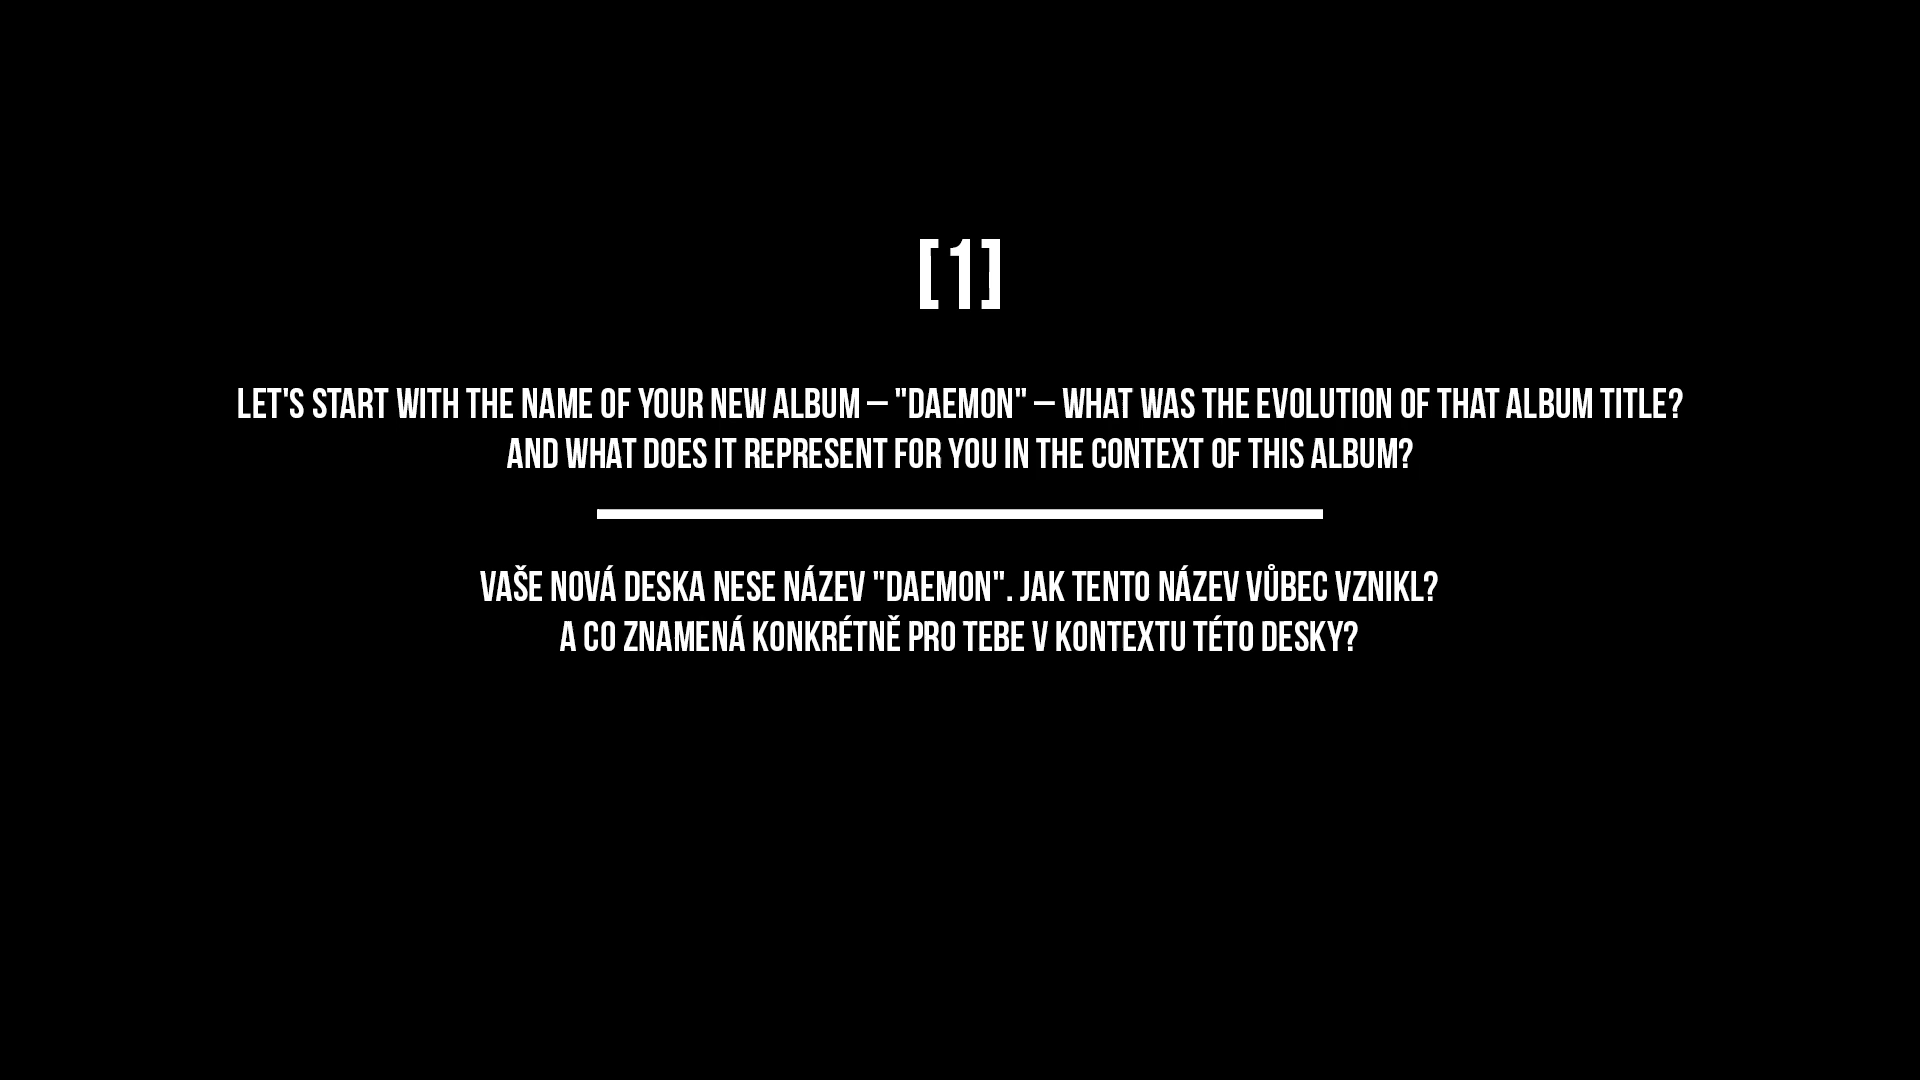 [1]
LET'S START WITH THE NAME OF YOUR NEW ALBUM – "DAEMON" – WHAT WAS THE EVOLUTION OF THAT ALBUM TITLE?
AND WHAT DOES IT REPRESENT FOR YOU IN THE CONTEXT OF THIS ALBUM?
VAŠE NOVÁ DESKA NESE NÁZEV "DAEMON". JAK TENTO NÁZEV VŮBEC VZNIKL?
A CO ZNAMENÁ KONKRÉTNĚ PRO TEBE V KONTEXTU TÉTO DESKY?